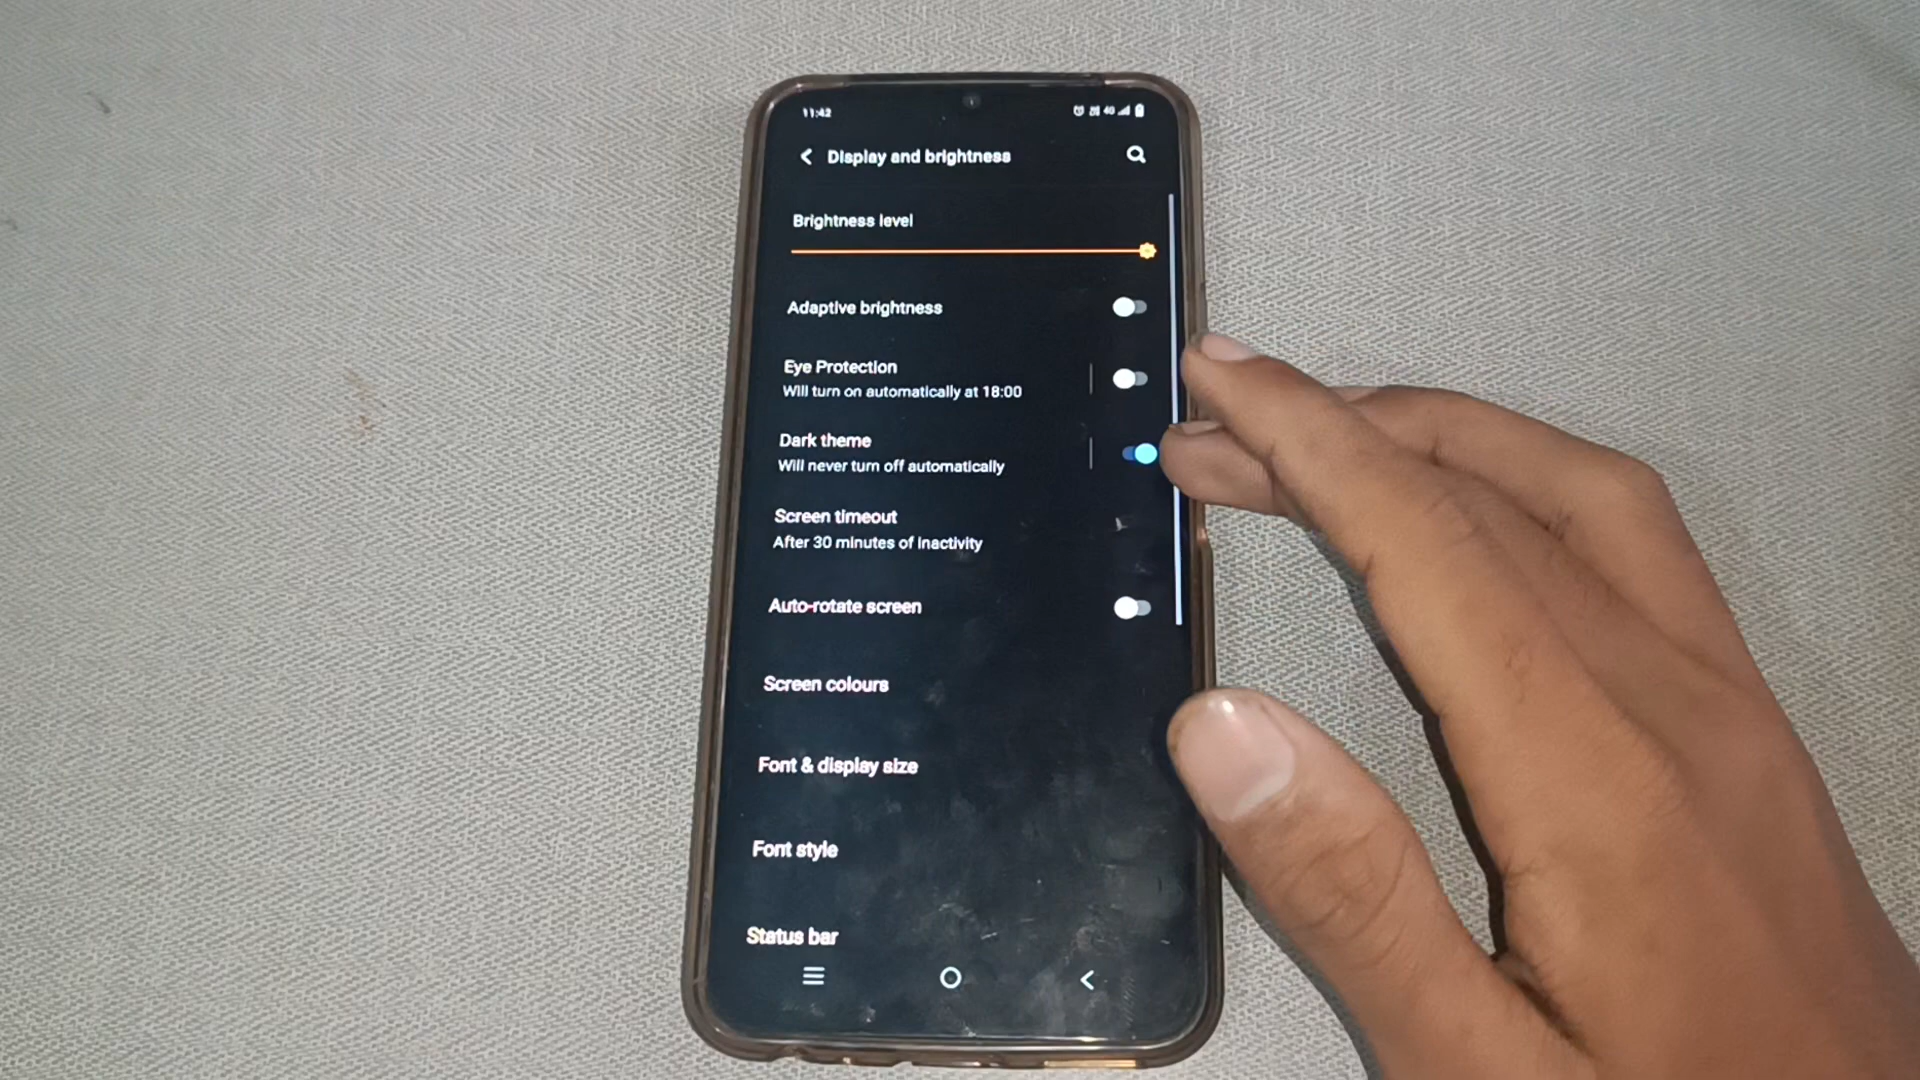 11:42
4G
Display and brightness
Brightness level
Adaptive brightness
Eye Protection
Will turn on automatically at 18:00
Dark theme
Will never turn off automatically
Screen timeout
After 30 minutes of inactivity
Auto-rotate screen
Screen colours
Font & display size
Font style
Status bar